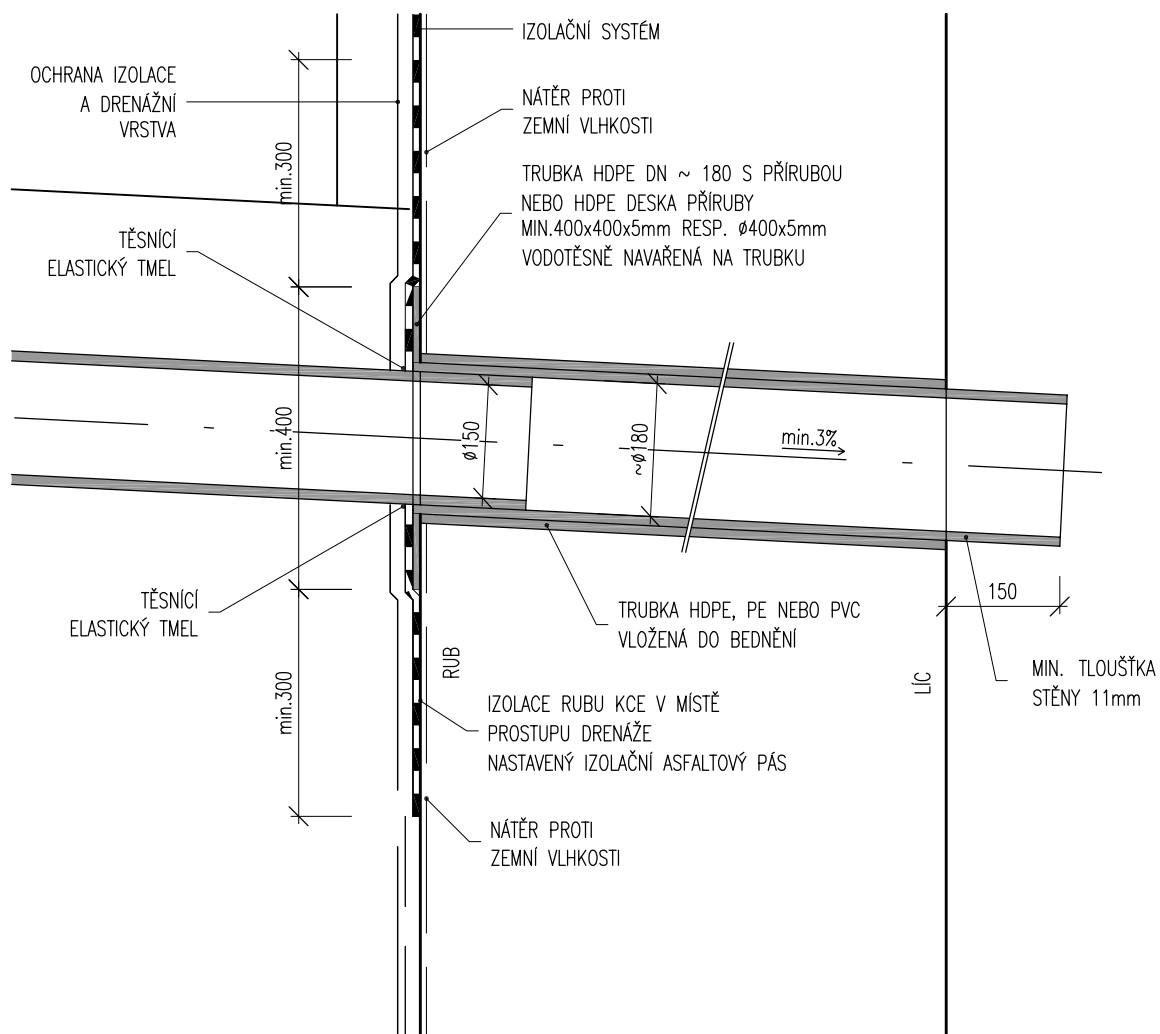 IZOLAČNÍ SYSTÉM
OCHRANA IZOLACE
A DRENÁŽNÍ
VRSTVA
NÁTĚR PROTI
ZEMNÍ VLHKOSTI
min.300
TRUBKA HDPE DN ~ 180 S PŘÍRUBOU
NEBO HDPE DESKA PŘÍRUBY
MIN.400x400x5mm RESP. ø400x5mm
VODOTĚSNĚ NAVAŘENÁ NA TRUBKU
TĚSNÍCÍ
ELASTICKÝ TMEL
min.400
ø150
~ø180
min.3%
TĚSNÍCÍ
ELASTICKÝ TMEL
150
TRUBKA HDPE, PE NEBO PVC
VLOŽENÁ DO BEDNĚNÍ
RUB
LÍC
MIN. TLOUŠŤKA
STĚNY 11mm
min.300
IZOLACE RUBU KCE V MÍSTĚ
PROSTUPU DRENÁŽE
NASTAVENÝ IZOLAČNÍ ASFALTOVÝ PÁS
NÁTĚR PROTI
ZEMNÍ VLHKOSTI